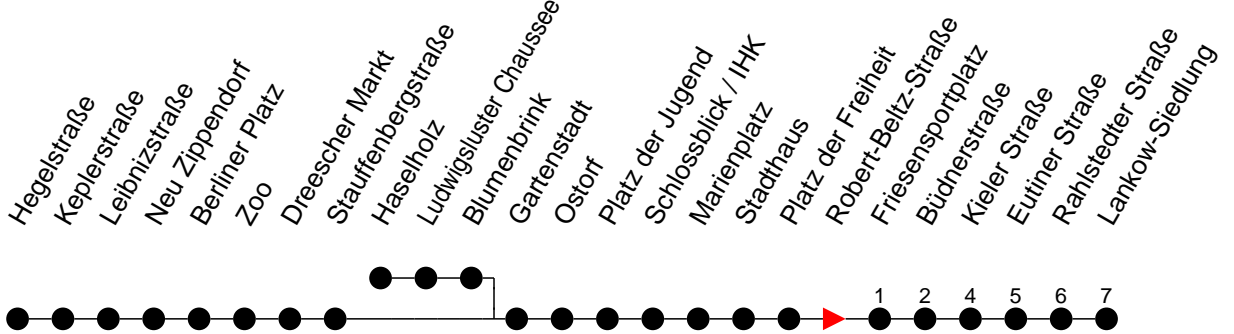 Hegelstraße
Keplerstraße
Leibnizstraße
Neu Zippendorf
Berliner Platz
Zoo
Dreescher Markt
Stauffenbergstraße
Haselholz
Ludwigsluster Chaussee
Blumenbrink
Gartenstadt
Ostorf
Platz der Jugend
Schlossblick / IHK
Marienplatz
Stadthaus
Platz der Freiheit
Robert-Beltz-Straße
Friesensportplatz
Büdnerstraße
Kieler Straße
Eutiner Straße
Rahlstedter Straße
Lankow-Siedlung
1 2 4 5 6 7